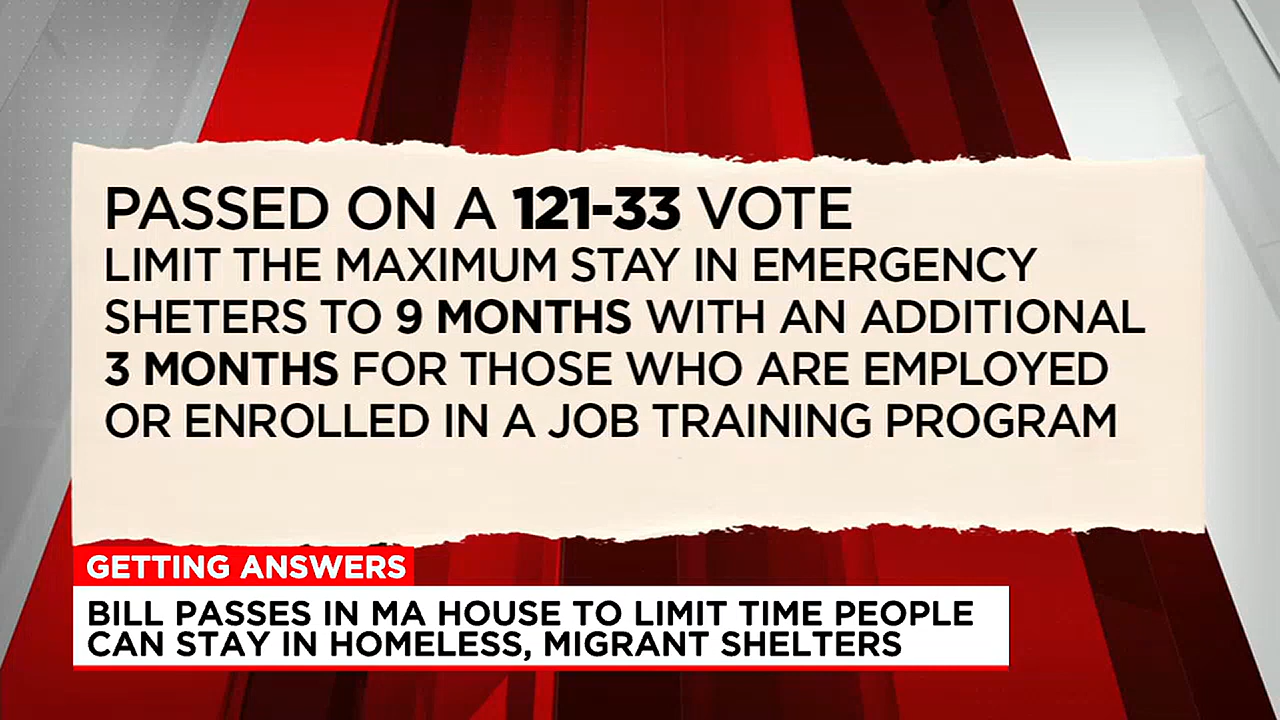 PASSED ON A 121-33 VOTE
LIMIT THE MAXIMUM STAY IN EMERGENCY
SHETERS TO 9 MONTHS WITH AN ADDITIONAL
3 MONTHS FOR THOSE WHO ARE EMPLOYED
OR ENROLLED IN A JOB TRAINING PROGRAM
GETTING ANSWERS
BILL PASSES IN MA HOUSE TO LIMIT TIME PEOPLE
CAN STAY IN HOMELESS, MIGRANT SHELTERS